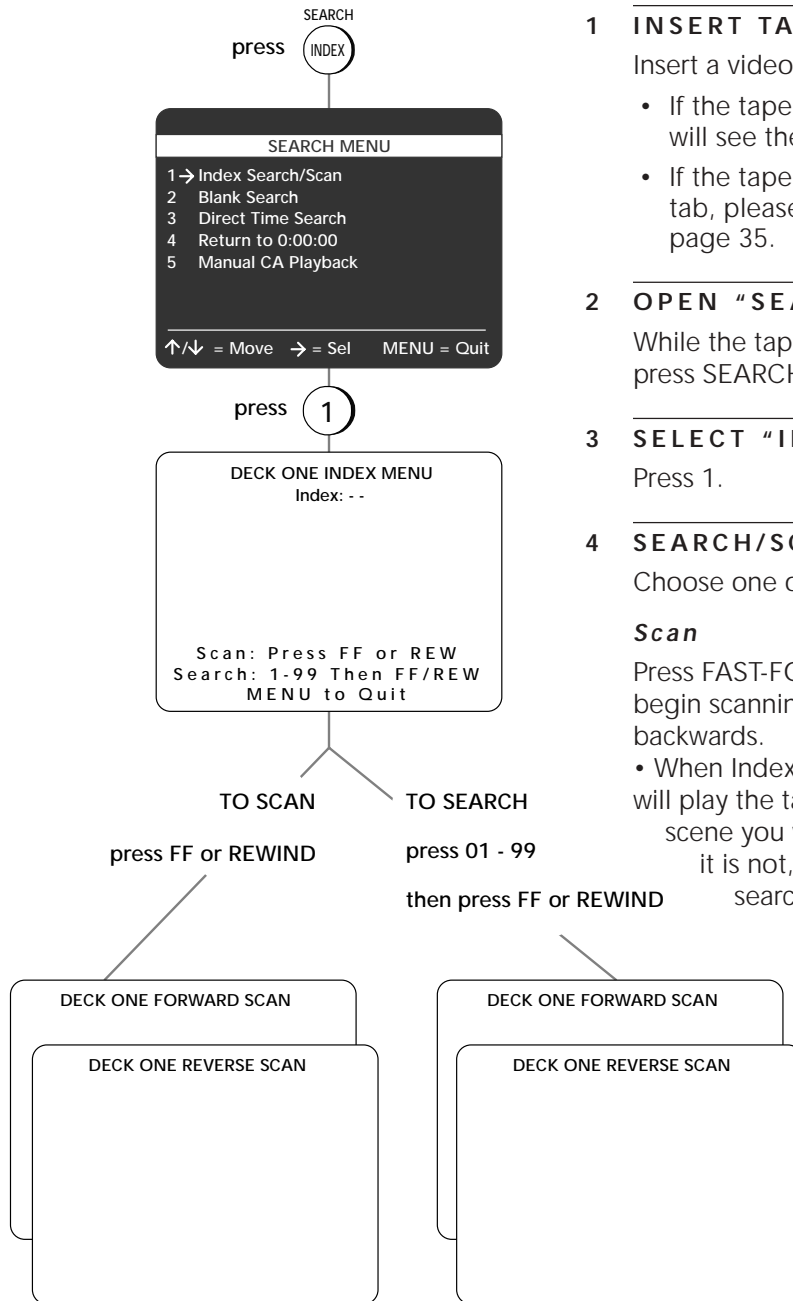 SEARCH
press INDEX
SEARCH MENU
1→ Index Search/Scan
2 Blank Search
3 Direct Time Search
4 Return to 0:00:00
5 Manual CA Playback
↑/↓ = Move → = Sel MENU = Quit
press 1
DECK ONE INDEX MENU
Index: - -
Scan: Press FF or REW
Search: 1-99 Then FF/REW
MENU to Quit
TO SCAN
press FF or REWIND
TO SEARCH
press 01 - 99
then press FF or REWIND
DECK ONE FORWARD SCAN
DECK ONE REVERSE SCAN
DECK ONE FORWARD SCAN
DECK ONE REVERSE SCAN
1 INSERT TA
Insert a video
• If the tape
will see the
• If the tape
tab, please
page 35.
2 OPEN “SEA
While the tap
press SEARCH
3 SELECT “I
Press 1.
4 SEARCH/SC
Choose one o
Scan
Press FAST-FO
begin scannin
backwards.
• When Index
will play the ta
scene you
it is not,
searc